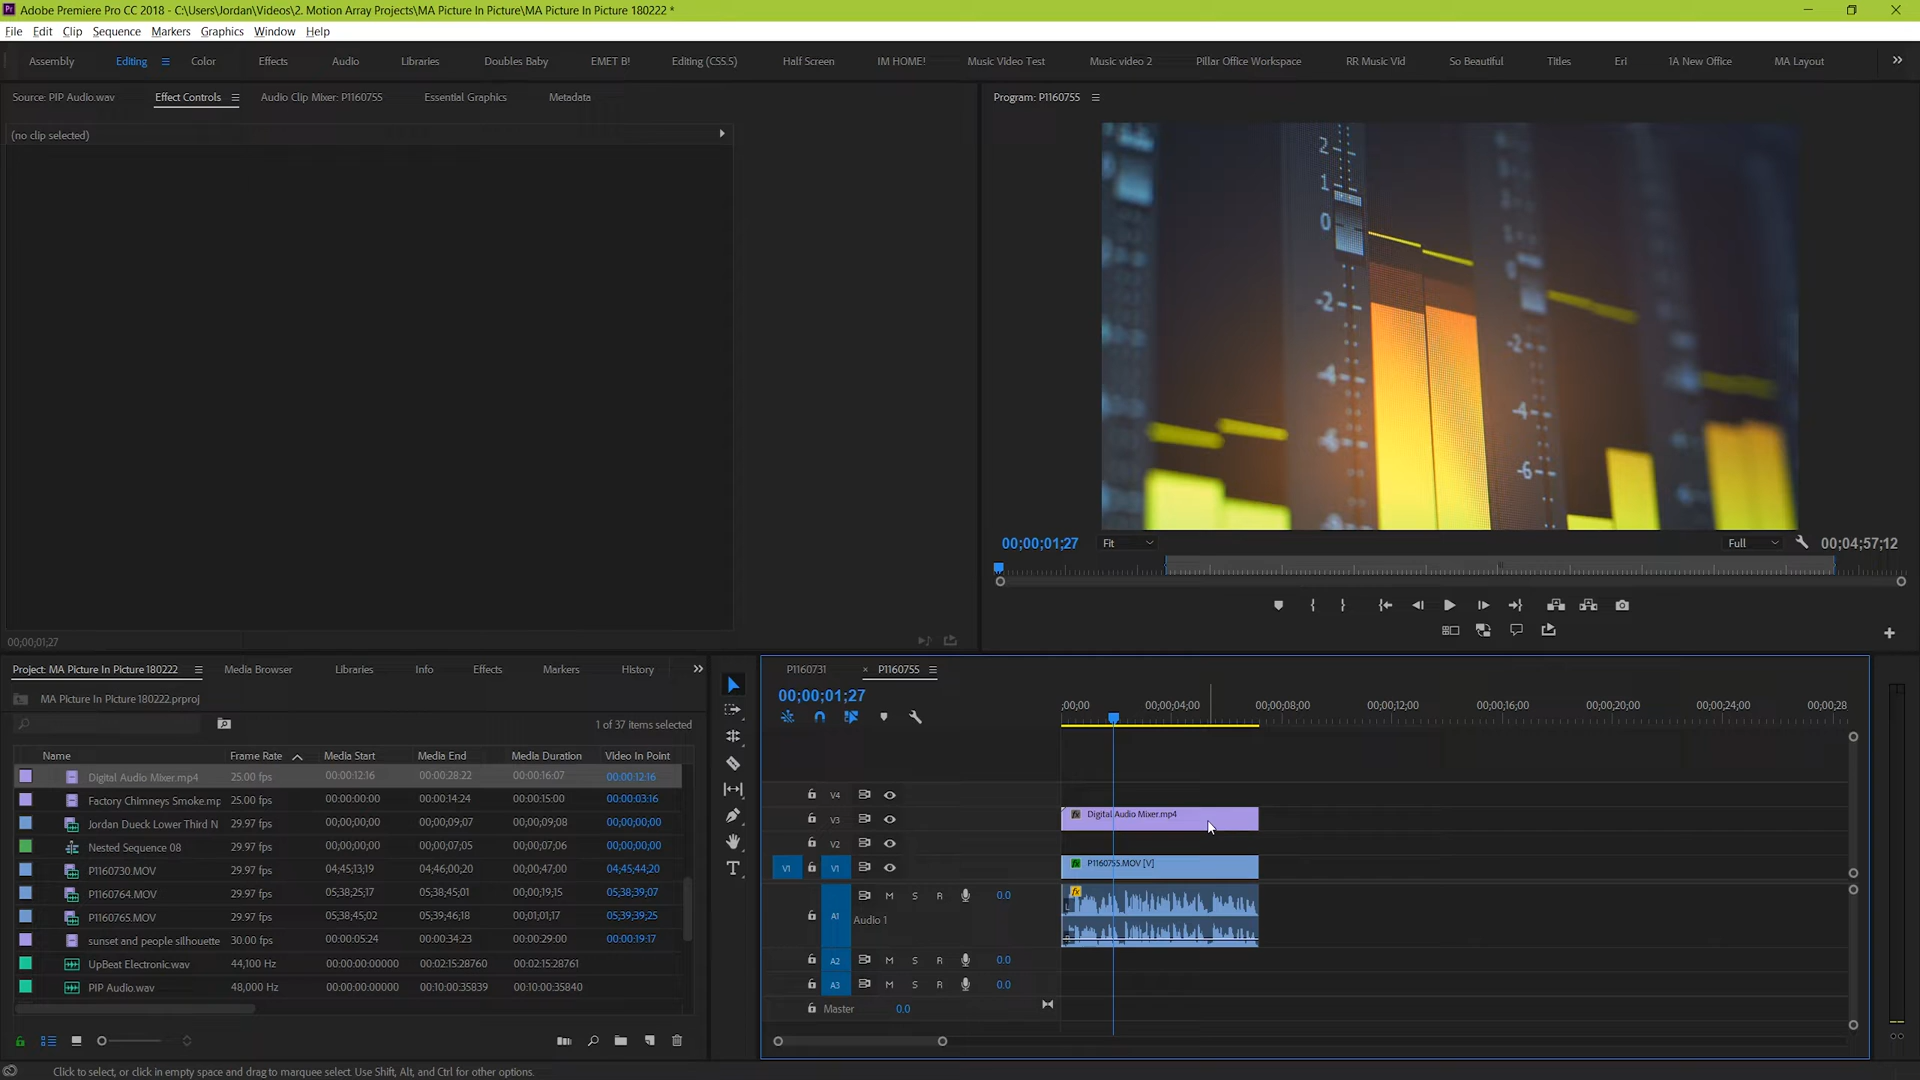 Adobe Premiere Pro CC 2018 - C:\Users\Jordan\Videos\2. Motion Array Projects\MA Picture In Picture\MA Picture In Picture 180222 *
File Edit Clip Sequence Markers Graphics Window Help
Assembly Editing Color Effects Audio Libraries Doubles Baby EMET B! Editing (CS5.5) Half Screen IM HOME! Music Video Test Music video 2 Pillar Office Workspace RR Music Vid So Beautiful Titles Erl 1A New Office MA Layout
Source: PIP Audio.wav Effect Controls Audio Clip Mixer: P1160755 Essential Graphics Metadata
Program: P1160755
(no clip selected)
2
1
0
-2
-4
-6
-2
-4
-6
00;00;01;27 Fit Full 00;04;57;12
00;00;01;27
Project: MA Picture In Picture 180222 Media Browser Libraries Info Effects Markers History
MA Picture In Picture 180222.prproj
1 of 37 items selected
Name Frame Rate Media Start Media End Media Duration Video In Point
Digital Audio Mixer.mp4 25.00 fps 00:00:12:16 00:00:28:22 00:00:16:07 00:00:12:16
Factory Chimneys Smoke.mp 25.00 fps 00:00:00:00 00:00:14:24 00:00:15:00 00:00:03:16
Jordan Dueck Lower Third N 29.97 fps 00;00;00;00 00;00;09;07 00;00;09;08 00;00;00;00
Nested Sequence 08 29.97 fps 00;00;00;00 00;00;07;05 00;00;07;06 00;00;00;00
P1160730.MOV 29.97 fps 04;45;13;19 04;46;00;20 00;00;47;00 04;45;44;20
P1160764.MOV 29.97 fps 05;38;25;17 05;38;45;01 00;00;19;15 05;38;39;07
P1160765.MOV 29.97 fps 05;38;45;02 05;39;46;18 00;01;01;17 05;39;39;25
sunset and people silhouette 30.00 fps 00:00:05:24 00:00:34:23 00:00:29:00 00:00:19:17
UpBeat Electronic.wav 44,100 Hz 00:00:00:00000 00:02:15:28760 00:02:15:28761
PIP Audio.wav 48,000 Hz 00:00:00:00000 00:10:00:35839 00:10:00:35840
P1160731 × P1160755
00;00;01;27
;00;00 00;00;04;00 00;00;08;00 00;00;12;00 00;00;16;00 00;00;20;00 00;00;24;00 00;00;28
V4
V3 Digital Audio Mixer.mp4
V2
V1 V1 P1160755.MOV [V]
A1 M S R 0.0
Audio 1
fx
L
R
A2 M S R 0.0
A3 M S R 0.0
Master 0.0
Click to select, or click in empty space and drag to marquee select. Use Shift, Alt, and Ctrl for other options.